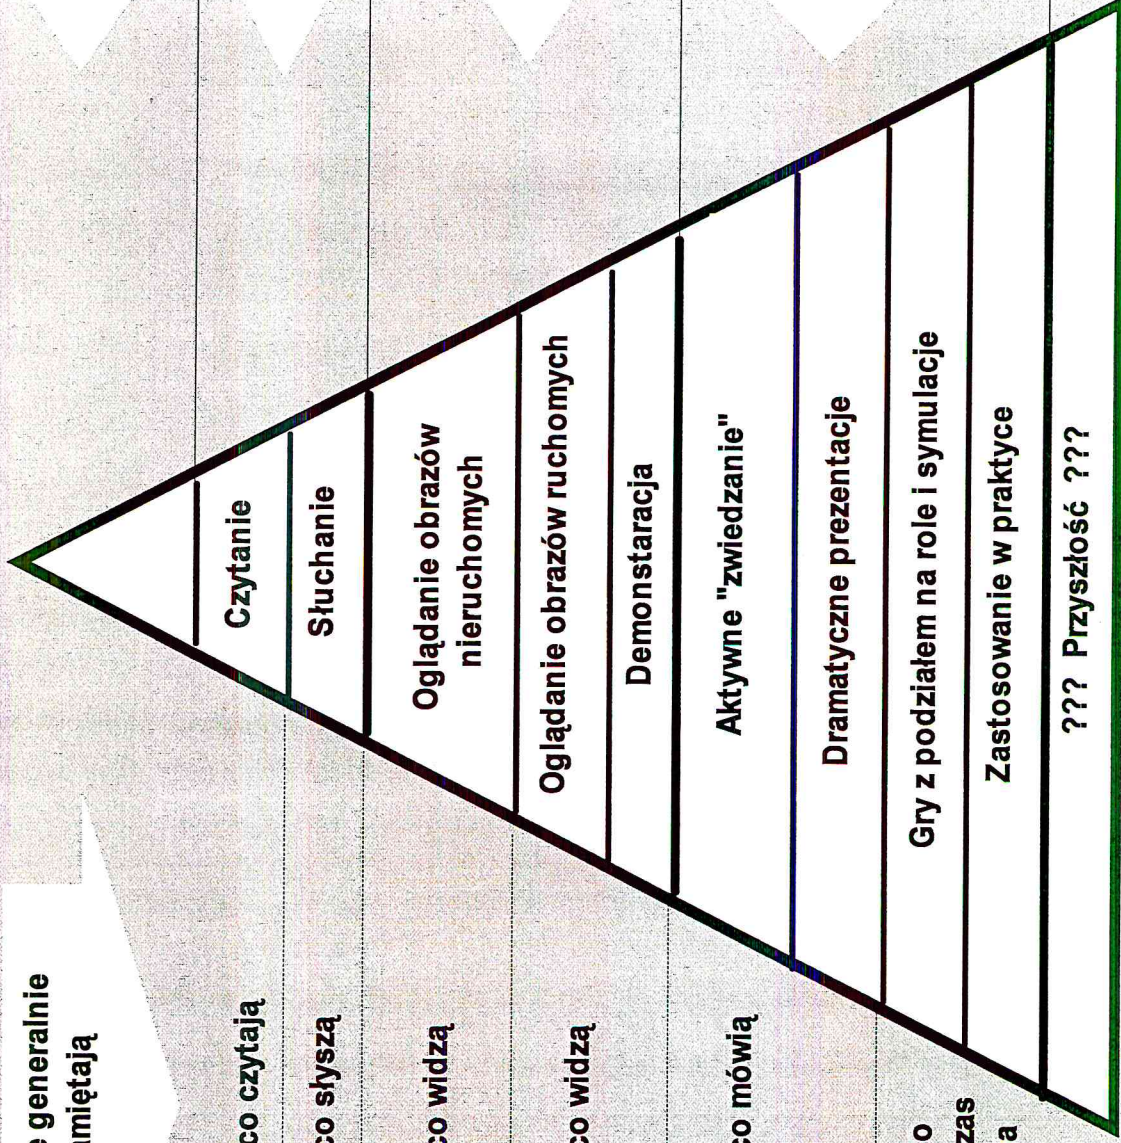 e generalnie
amiętają
co czytają
co słyszą
co widzą
co widzą
co mówią
o
zas
a
Czytanie
Słuchanie
Oglądanie obrazów
nieruchomych
Oglądanie obrazów ruchomych
Demonstaracja
Aktywne "zwiedzanie"
Dramatyczne prezentacje
Gry z podziałem na role i symulacje
Zastosowanie w praktyce
??? Przyszłość ???